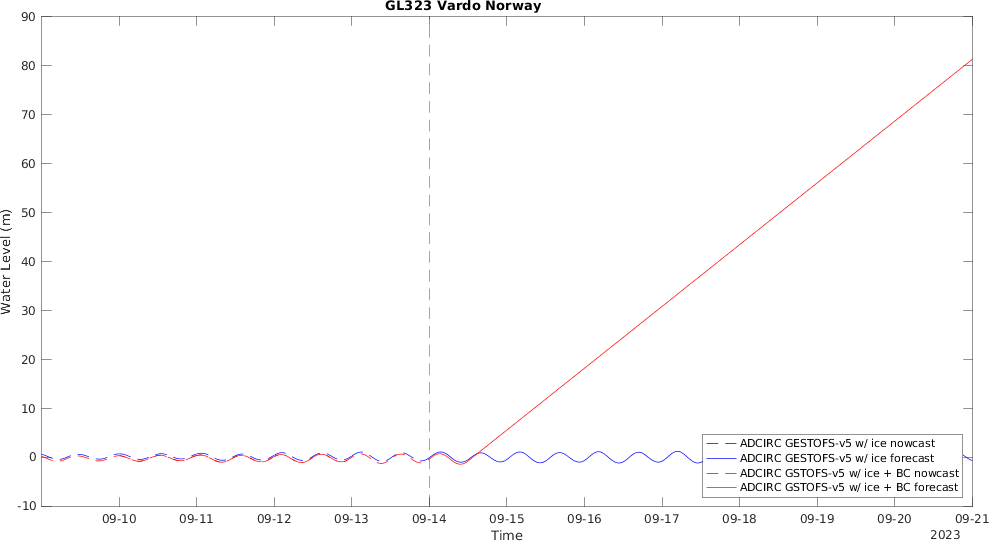 GL323 Vardo Norway
90
80
70
60
50
40
30
20
10
0
-10
Water Level (m)
ADCIRC GESTOFS-v5 w/ ice nowcast
ADCIRC GESTOFS-v5 w/ ice forecast
ADCIRC GSTOFS-v5 w/ ice + BC nowcast
ADCIRC GSTOFS-v5 w/ ice + BC forecast
09-10 09-11 09-12 09-13 09-14 09-15 09-16 09-17 09-18 09-19 09-20 09-21
Time
2023